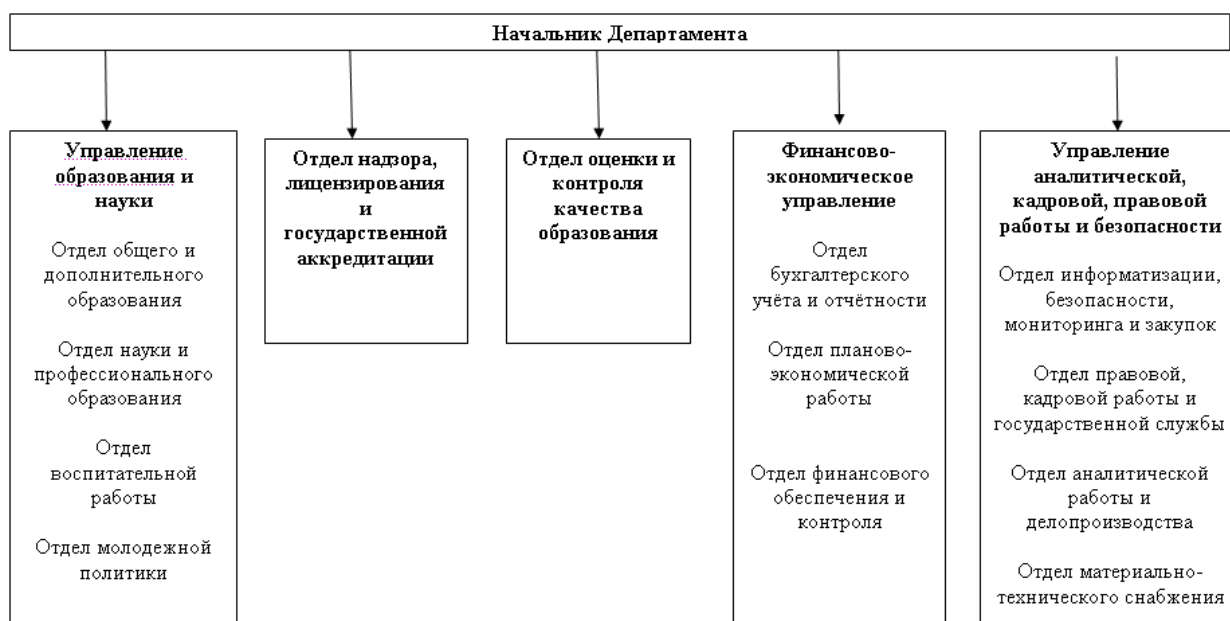 Начальник Департамента
Управление
образования и
науки
Отдел общего и
дополнительного
образования
Отдел науки и
профессионального
образования
Отдел
воспитательной
работы
Отдел молодежной
политики
Отдел надзора,
лицензирования
и
государственной
аккредитации
Отдел оценки и
контроля
качества
образования
Финансово-
экономическое
управление
Отдел
бухгалтерского
учёта и отчётности
Отдел планово-
экономической
работы
Отдел финансового
обеспечения и
контроля
Управление
аналитической,
кадровой, правовой
работы и безопасности
Отдел информатизации,
безопасности,
мониторинга и закупок
Отдел правовой,
кадровой работы и
государственной службы
Отдел аналитической
работы и
делопроизводства
Отдел материально-
технического снабжения